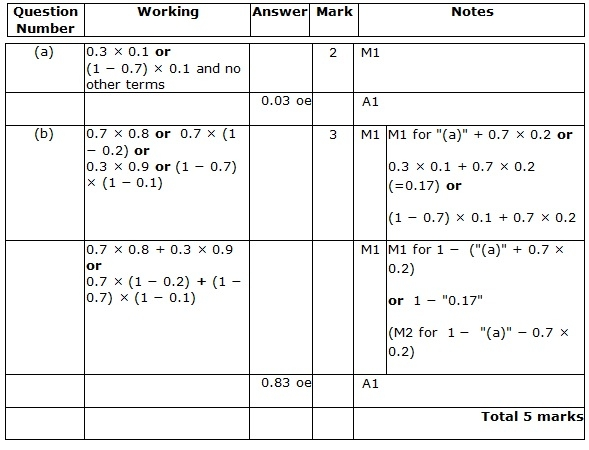 Question Number Working Answer Mark Notes
(a) 0.3 × 0.1 or 2 M1
(1 – 0.7) × 0.1 and no
other terms
0.03 oe A1
(b) 0.7 × 0.8 or 0.7 × (1 3 M1 M1 for "(a)" + 0.7 × 0.2 or
– 0.2) or
0.3 × 0.9 or (1 – 0.7) 0.3 × 0.1 + 0.7 × 0.2
× (1 – 0.1) (=0.17) or
(1 – 0.7) × 0.1 + 0.7 × 0.2
0.7 × 0.8 + 0.3 × 0.9 M1 M1 for 1 – ("(a)" + 0.7 ×
or 0.2)
0.7 × (1 – 0.2) + (1 –
0.7) × (1 – 0.1) or 1 – "0.17"
(M2 for 1 – "(a)" – 0.7 ×
0.2)
0.83 oe A1
Total 5 marks